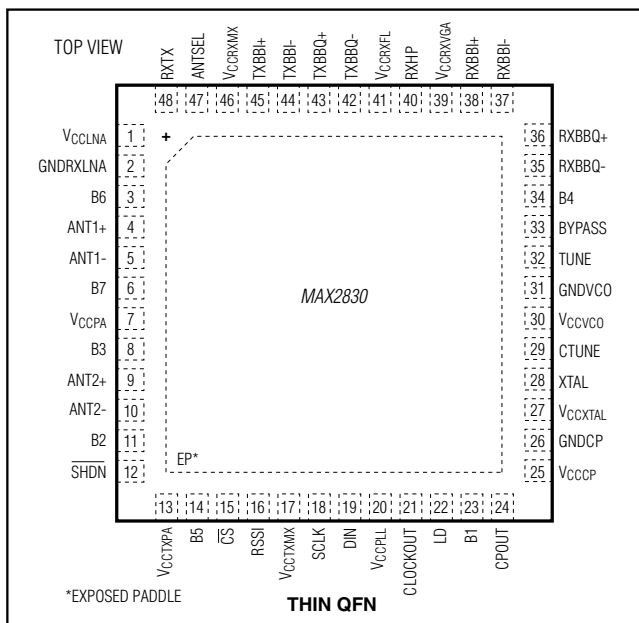 TOP VIEW
RXTX
ANTSEL
VCCRXMX
TXBBI+
TXBBI-
TXBBQ+
TXBBQ-
VCCRXFL
RXHP
VCCRXVGA
RXBBI+
RXBBI-
48 47 46 45 44 43 42 41 40 39 38 37
VCCLNA 1
+
36 RXBBQ+
GNDRXLNA 2
35 RXBBQ-
B6 3
34 B4
ANT1+ 4
33 BYPASS
ANT1- 5
32 TUNE
B7 6
MAX2830
31 GNDVCO
VCCPA 7
30 VCCVCO
B3 8
29 CTUNE
ANT2+ 9
28 XTAL
ANT2- 10
27 VCCXTAL
B2 11
26 GNDCP
SHDN 12
EP*
25 VCCCP
13 14 15 16 17 18 19 20 21 22 23 24
VCCTXPA
B5
CS
RSSI
VCCTXMX
SCLK
DIN
VCCPLL
CLOCKOUT
LD
B1
CPOUT
*EXPOSED PADDLE
THIN QFN